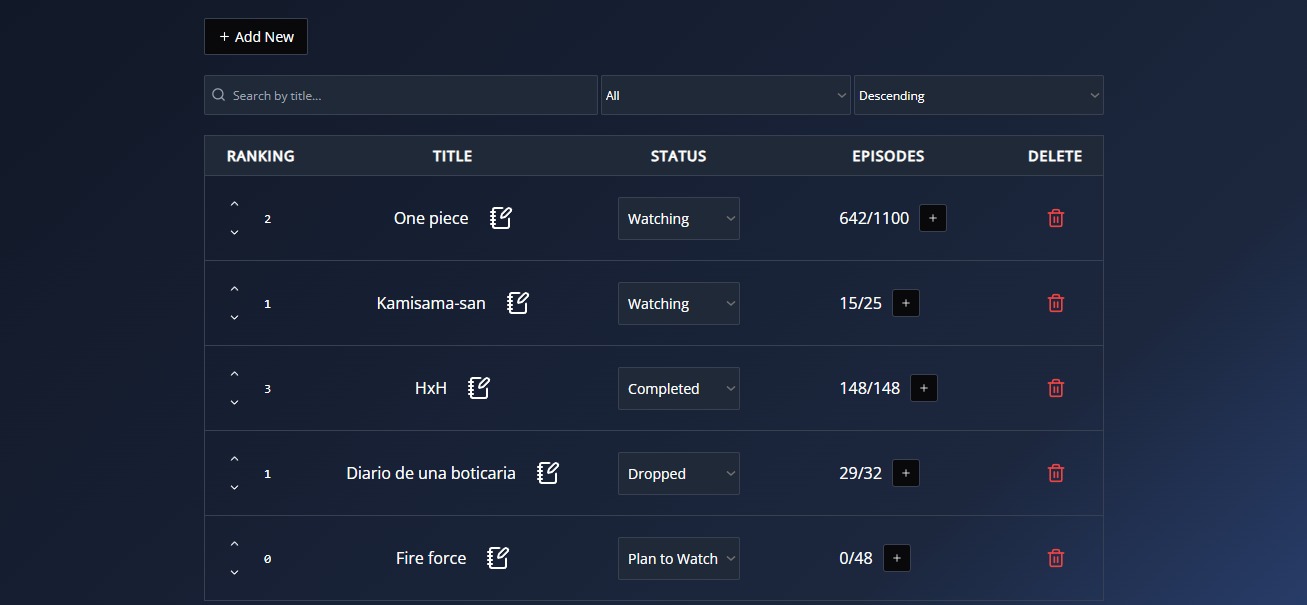 + Add New
Search by title...
All
Descending
RANKING TITLE STATUS EPISODES DELETE
2 One piece Watching 642/1100 +
1 Kamisama-san Watching 15/25 +
3 HxH Completed 148/148 +
1 Diario de una boticaria Dropped 29/32 +
0 Fire force Plan to Watch 0/48 +